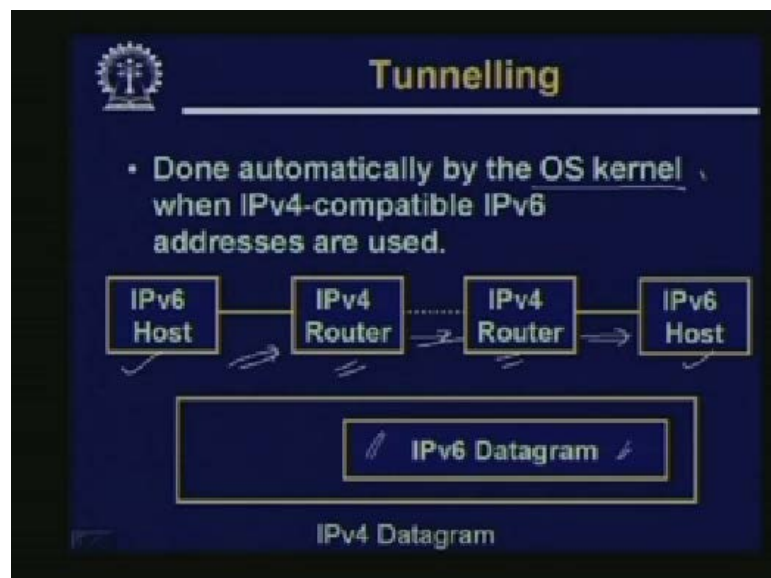 Tunnelling
• Done automatically by the OS kernel
when IPv4-compatible IPv6
addresses are used.
IPv6 Host
IPv4 Router
IPv4 Router
IPv6 Host
IPv6 Datagram
IPv4 Datagram